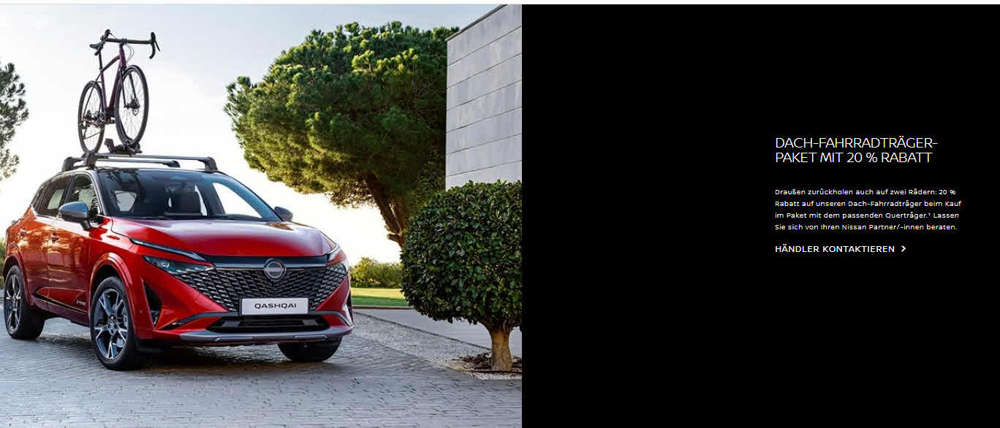 QASHQAI
DACH-FAHRRADTRÄGER-
PAKET MIT 20 % RABATT
Draußen zurückholen auch auf zwei Rädern: 20 %
Rabatt auf unseren Dach-Fahrradträger beim Kauf
im Paket mit dem passenden Querträger.¹ Lassen
Sie sich von Ihren Nissan Partner/-innen beraten.
HÄNDLER KONTAKTIEREN